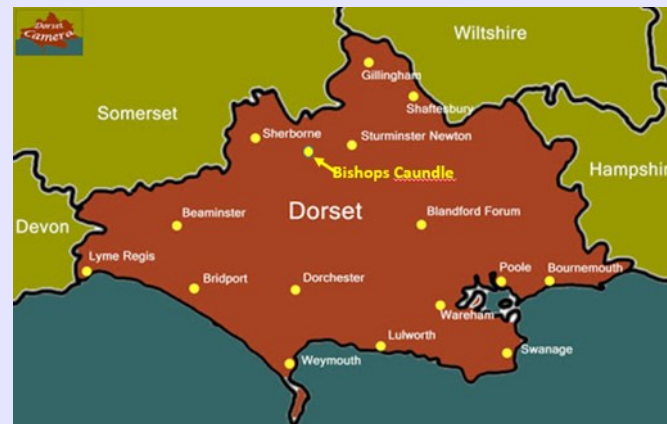 Dorset
Camera
Wiltshire
Gillingham
Somerset
Shaftesbury
Sherborne
Sturminster Newton
Hampshir
Bishops Caundle
Devon
Beaminster
Dorset
Blandford Forum
Lyme Regis
Bridport
Dorchester
Poole
Bournemouth
Wareham
Lulworth
Swanage
Weymouth